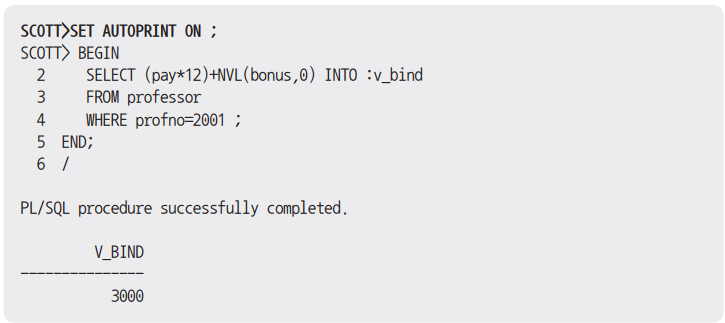 SCOTT>SET AUTOPRINT ON ;
SCOTT> BEGIN
2 SELECT (pay*12)+NVL(bonus,0) INTO :v_bind
3 FROM professor
4 WHERE profno=2001 ;
5 END;
6 /
PL/SQL procedure successfully completed.
V_BIND
---------------
3000